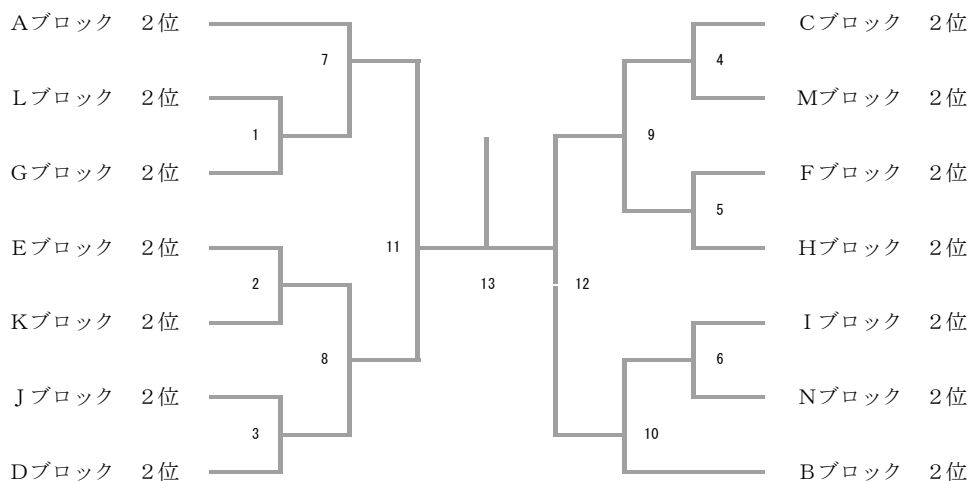 Aブロック　２位
Lブロック　２位
Gブロック　２位
Eブロック　２位
Kブロック　２位
Jブロック　２位
Dブロック　２位
7
1
2
8
3
11
13
12
9
4
5
6
10
Cブロック　２位
Mブロック　２位
Fブロック　２位
Hブロック　２位
Iブロック　２位
Nブロック　２位
Bブロック　２位